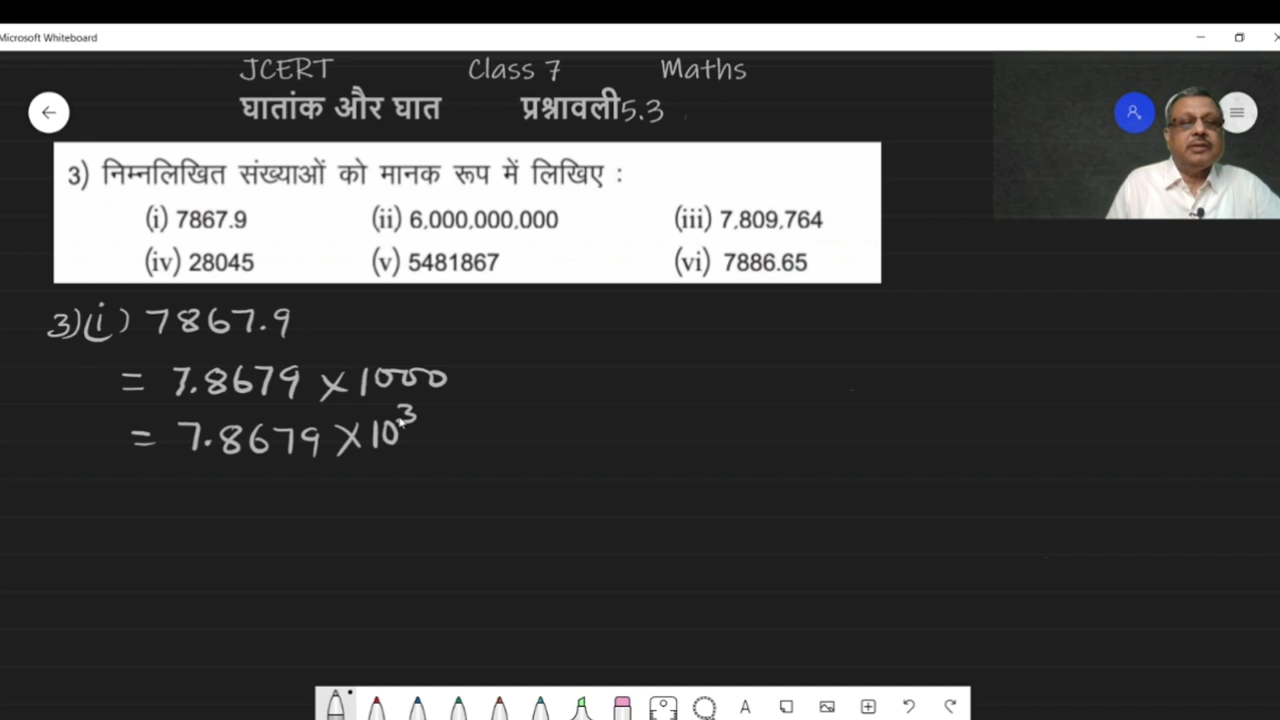 Microsoft Whiteboard
JCERT Class 7 Maths
घातांक और घात प्रश्नावली5.3
3) निम्नलिखित संख्याओं को मानक रूप में लिखिए :
(i) 7867.9 (ii) 6,000,000,000 (iii) 7,809,764
(iv) 28045 (v) 5481867 (vi) 7886.65
3)(i) 7867.9
= 7.8679 × 1000
= 7.8679 × 10³
A